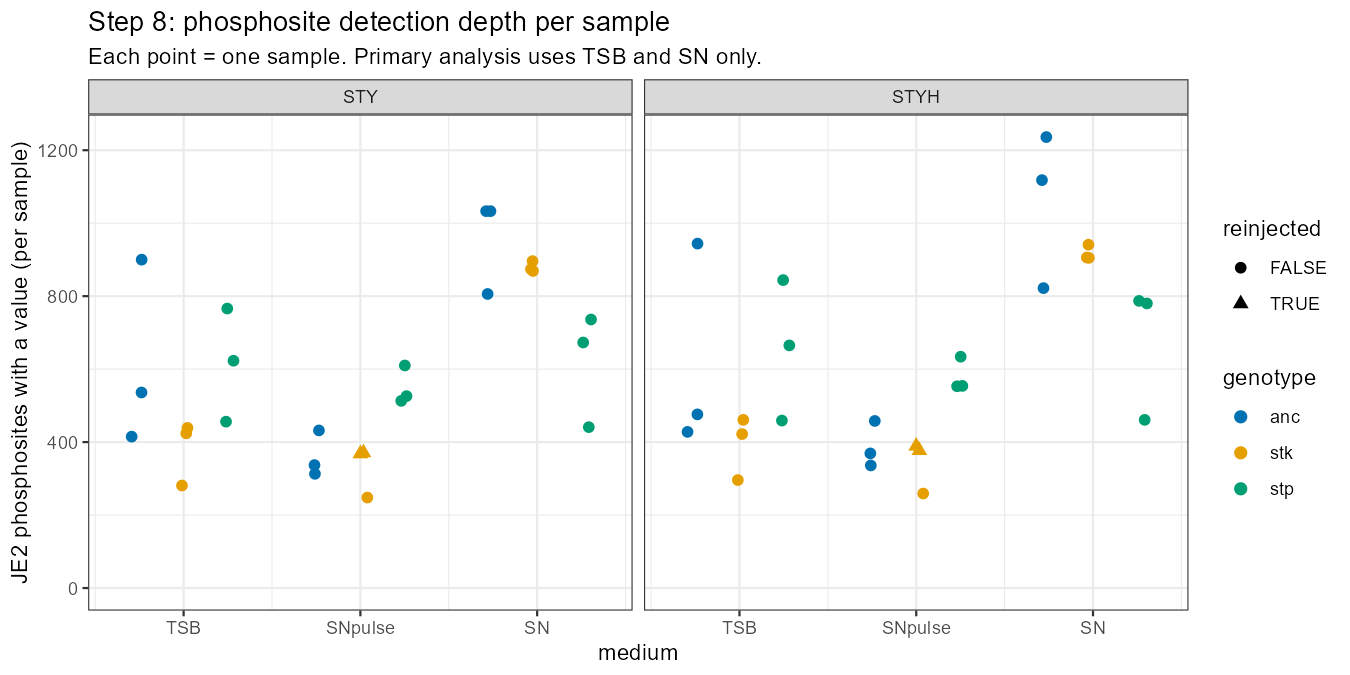 Step 8: phosphosite detection depth per sample
Each point = one sample. Primary analysis uses TSB and SN only.
STY
STYH
JE2 phosphosites with a value (per sample)
1200
800
400
0
TSB
SNpulse
SN
TSB
SNpulse
SN
medium
reinjected
FALSE
TRUE
genotype
anc
stk
stp